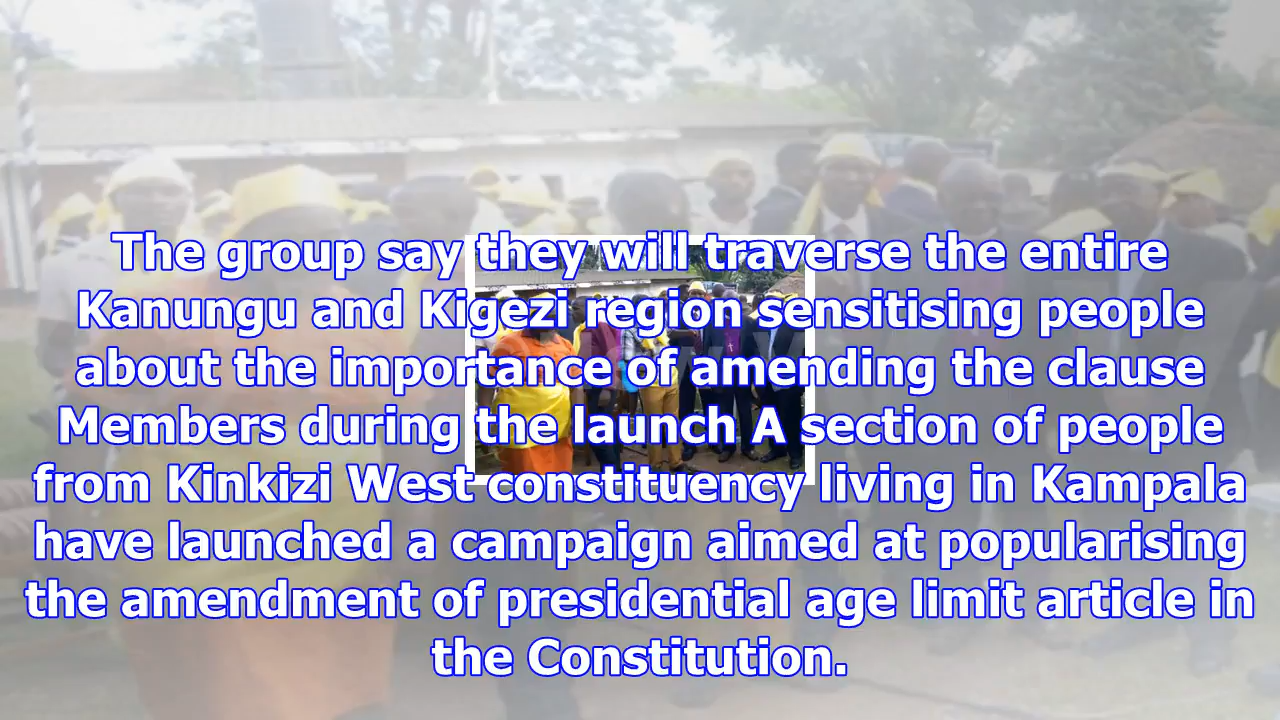 The group say they will traverse the entire
Kanungu and Kigezi region sensitising people
about the importance of amending the clause
Members during the launch A section of people
from Kinkizi West constituency living in Kampala
have launched a campaign aimed at popularising
the amendment of presidential age limit article in
the Constitution.